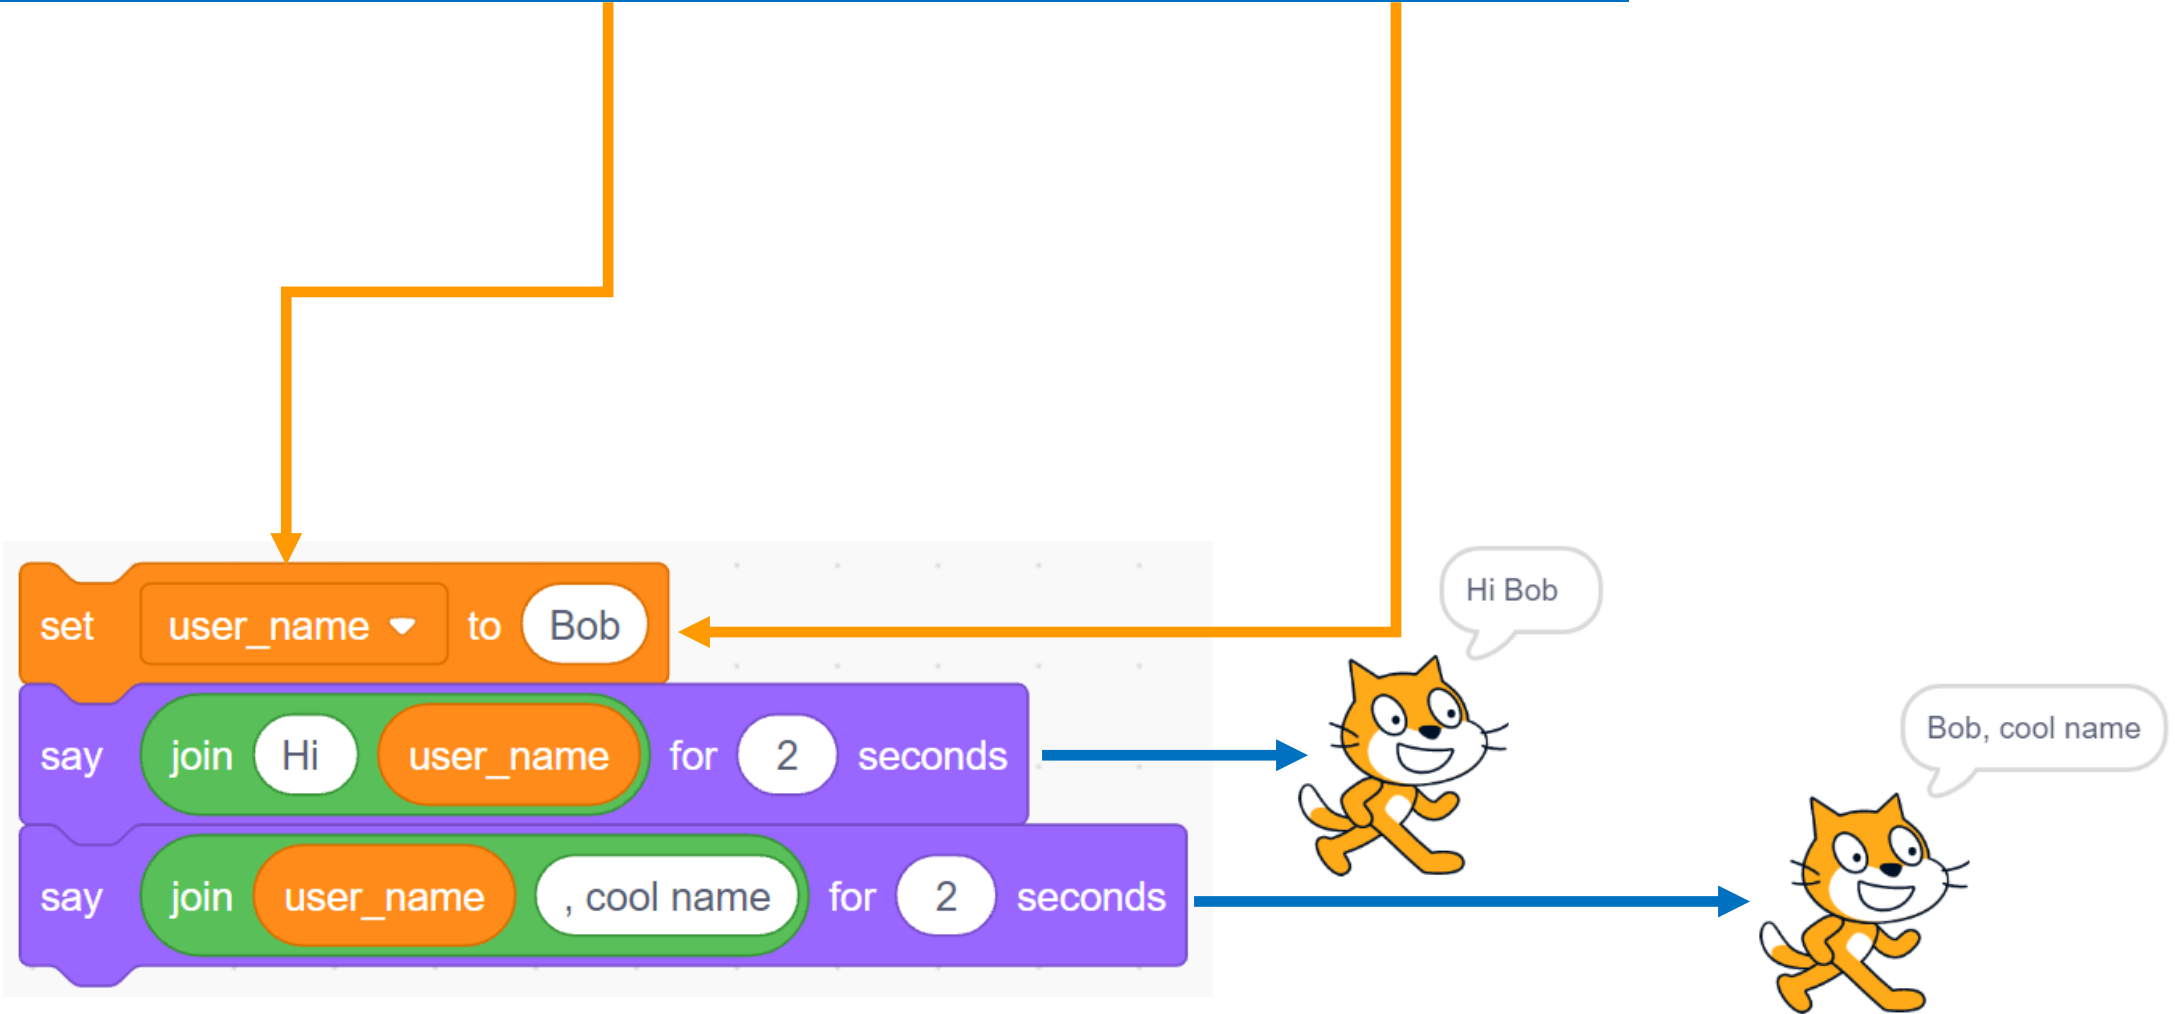 set user_name to Bob
say join Hi user_name for 2 seconds
say join user_name , cool name for 2 seconds
Hi Bob
Bob, cool name